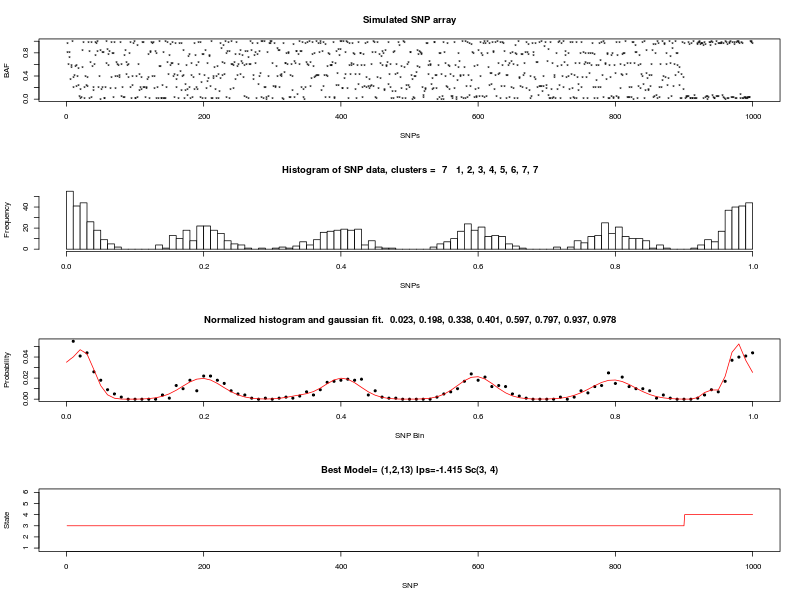 Simulated SNP array
BAF
0.0 0.4 0.8
0 200 400 600 800 1000
SNPs
Histogram of SNP data, clusters = 7 1, 2, 3, 4, 5, 6, 7, 7
Frequency
0 20 40
0.0 0.2 0.4 0.6 0.8 1.0
SNPs
Normalized histogram and gaussian fit. 0.023, 0.198, 0.338, 0.401, 0.597, 0.797, 0.937, 0.978
Probability
0.00 0.02 0.04
0.0 0.2 0.4 0.6 0.8 1.0
SNP Bin
Best Model= (1,2,13) lps=-1.415 Sc(3, 4)
State
1 2 3 4 5 6
0 200 400 600 800 1000
SNP